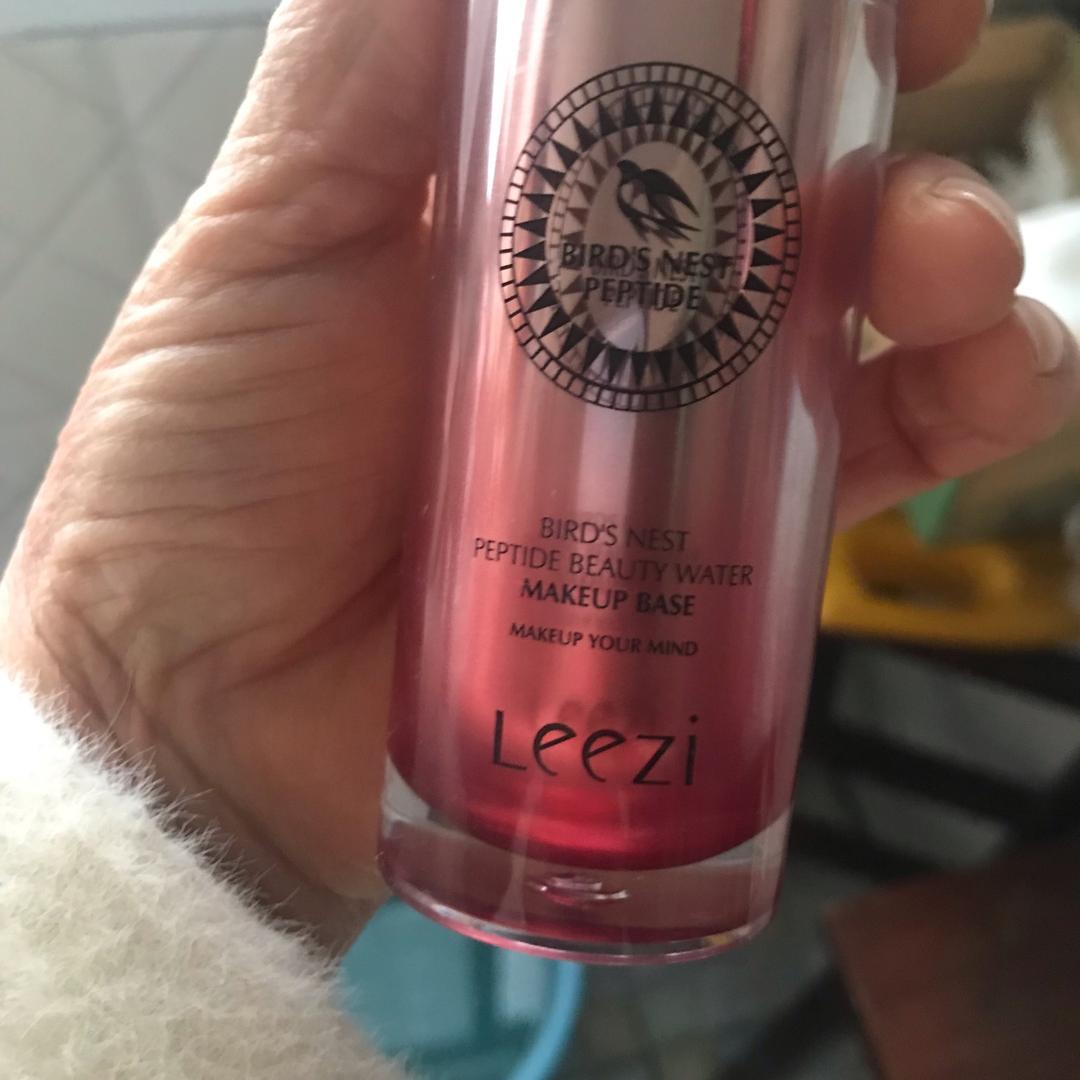 BIRD'S NEST
PEPTIDE
BIRD'S NEST
PEPTIDE BEAUTY WATER
MAKEUP BASE
MAKEUP YOUR MIND
Leezi